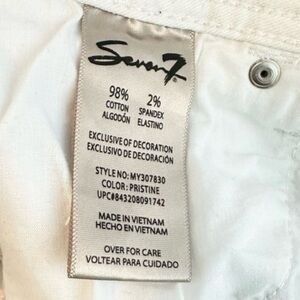 Seven7
98% 2%
COTTON SPANDEX
ALGODÓN ELASTINO
EXCLUSIVE OF DECORATION
EXCLUSIVO DE DECORACIÓN
STYLE NO: MY307830
COLOR: PRISTINE
UPC#843208091742
MADE IN VIETNAM
HECHO EN VIETNAM
OVER FOR CARE
VOLTEAR PARA CUIDADO